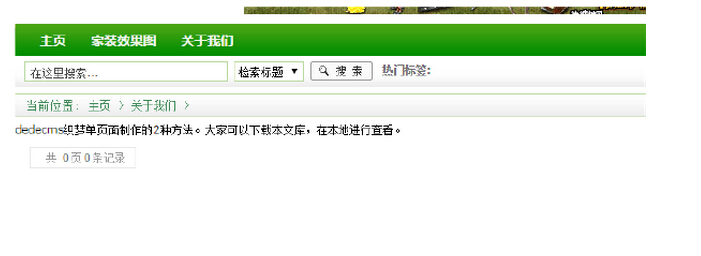 主页 家装效果图 关于我们
在这里搜索... 检索标题 搜 索 热门标签:
当前位置: 主页 > 关于我们 >
dedecms织梦单页面制作的2种方法。大家可以下载本文库，在本地进行查看。
共 0页0条记录